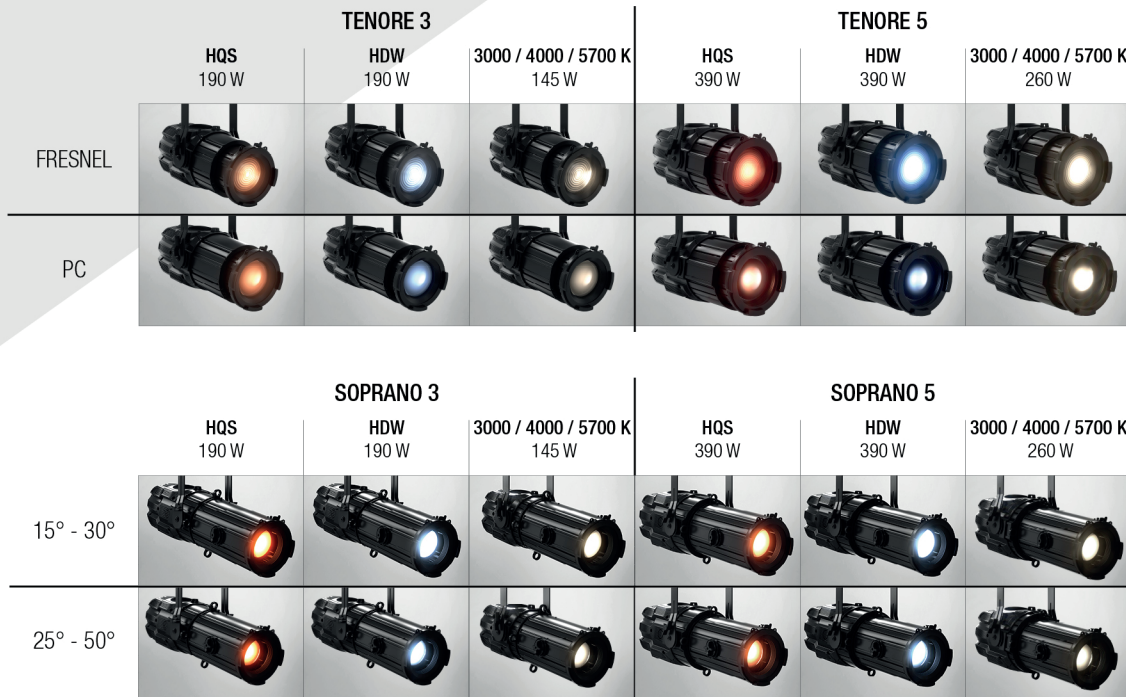 TENORE 3
TENORE 5
HQS
HDW
3000 / 4000 / 5700 K
HQS
HDW
3000 / 4000 / 5700 K
190 W
190 W
145 W
390 W
390 W
260 W
FRESNEL
PC
SOPRANO 3
SOPRANO 5
HQS
HDW
3000 / 4000 / 5700 K
HQS
HDW
3000 / 4000 / 5700 K
190 W
190 W
145 W
390 W
390 W
260 W
15° - 30°
25° - 50°